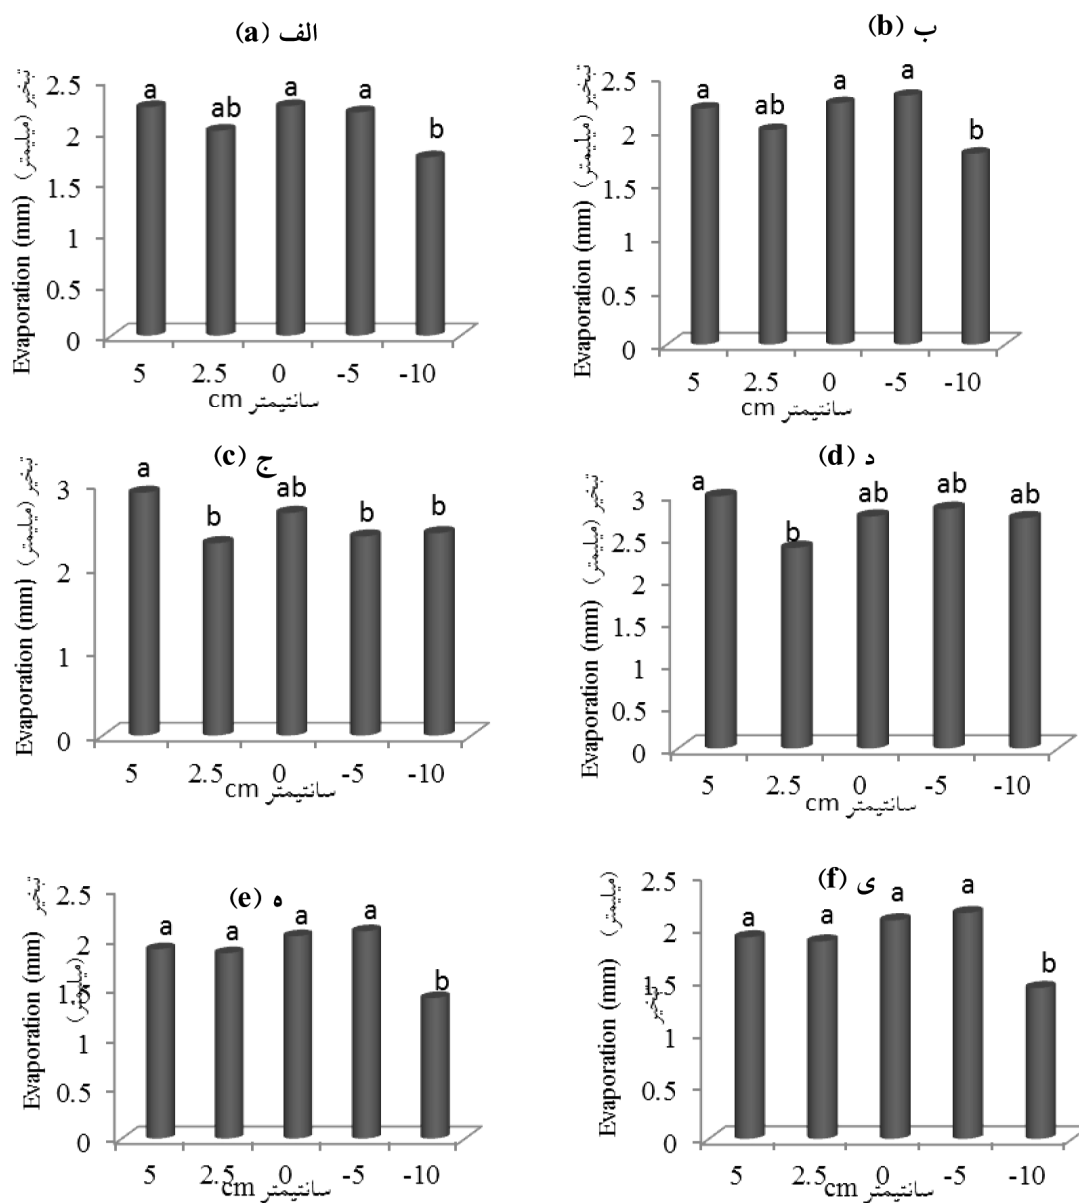 الف (a)
تبخیر (میلیمتر)
Evaporation (mm)
2.5
2
1.5
1
0.5
0
a ab a a b
5 2.5 0 -5 -10
سانتیمتر cm
ب (b)
تبخیر (میلیمتر)
Evaporation (mm)
2.5
2
1.5
1
0.5
0
a ab a a b
5 2.5 0 -5 -10
سانتیمتر cm
ج (c)
تبخیر (میلیمتر)
Evaporation (mm)
3
2
1
0
a b ab b b
5 2.5 0 -5 -10
سانتیمتر cm
د (d)
تبخیر (میلیمتر)
Evaporation (mm)
3
2.5
2
1.5
1
0.5
0
a b ab ab ab
5 2.5 0 -5 -10
سانتیمتر cm
ه (e)
تبخیر
(میلیمتر)
Evaporation (mm)
2.5
2
1.5
1
0.5
0
a a a a b
5 2.5 0 -5 -10
سانتیمتر cm
ی (f)
(میلیمتر)
تبخیر
Evaporation (mm)
2.5
2
1.5
1
0.5
0
a a a a b
5 2.5 0 -5 -10
سانتیمتر cm